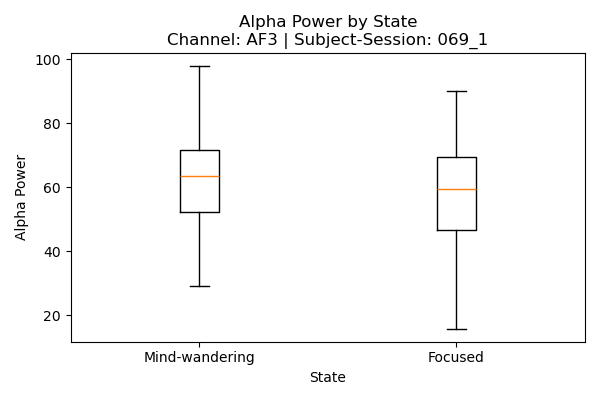 Alpha Power by State
Channel: AF3 | Subject-Session: 069_1
100
80
60
40
20
Alpha Power
Mind-wandering
Focused
State